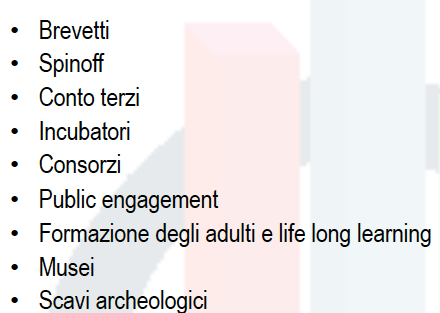 • Brevetti
• Spinoff
• Conto terzi
• Incubatori
• Consorzi
• Public engagement
• Formazione degli adulti e life long learning
• Musei
• Scavi archeologici